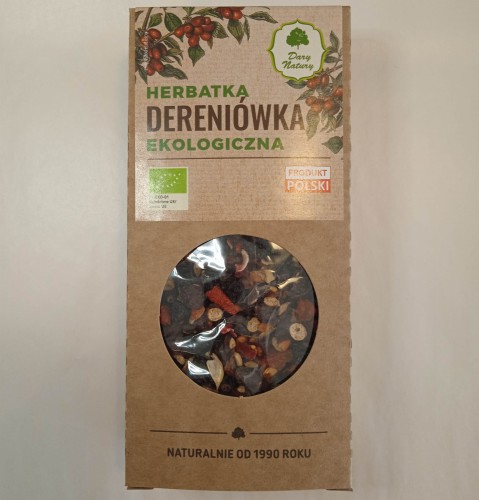 Dary
Natury
HERBATKA
DERENIÓWKA
EKOLOGICZNA
PRODUKT
POLSKI
NATURALNIE OD 1990 ROKU